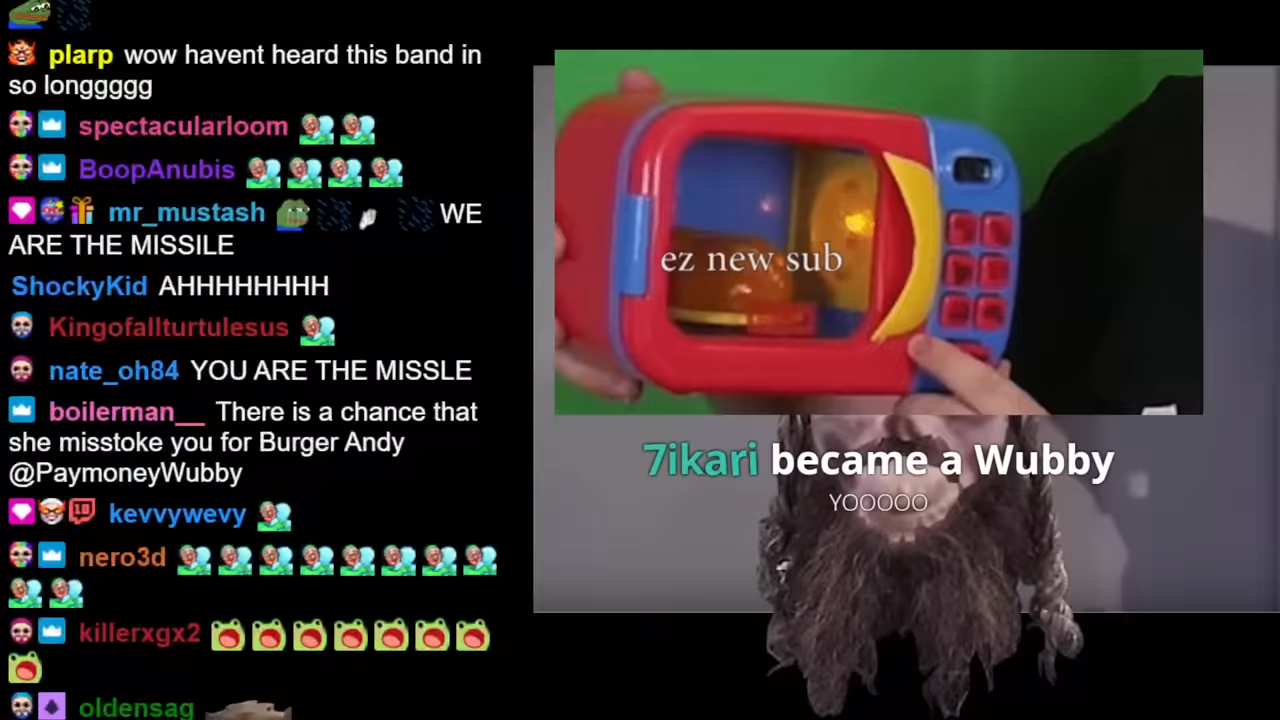 plarp wow havent heard this band in
so longgggg
spectacularloom
BoopAnubis
mr_mustash WE
ARE THE MISSILE
ShockyKid AHHHHHHHH
Kingofallturtulesus
nate_oh84 YOU ARE THE MISSLE
boilerman__ There is a chance that
she misstoke you for Burger Andy
@PaymoneyWubby
kevvywevy
nero3d
killerxgx2
oldensag
ez new sub
7ikari became a Wubby
YOOOOO